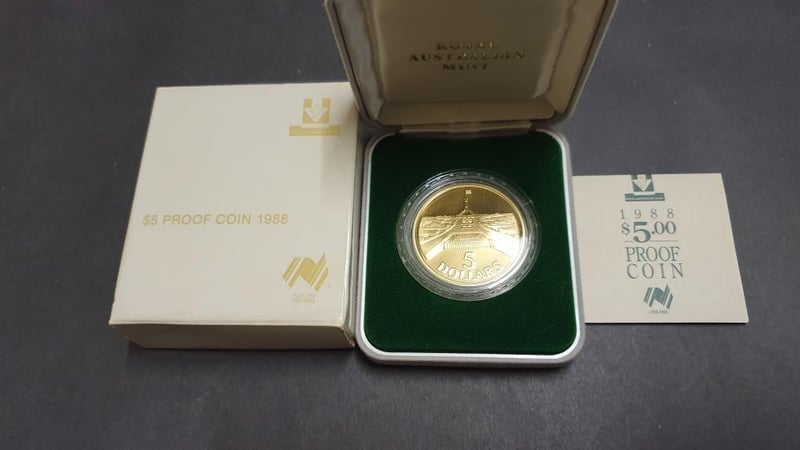 $5 PROOF COIN 1988
ROYAL
AUSTRALIAN
MINT
5
DOLLARS
1988
$5.00
PROOF
COIN